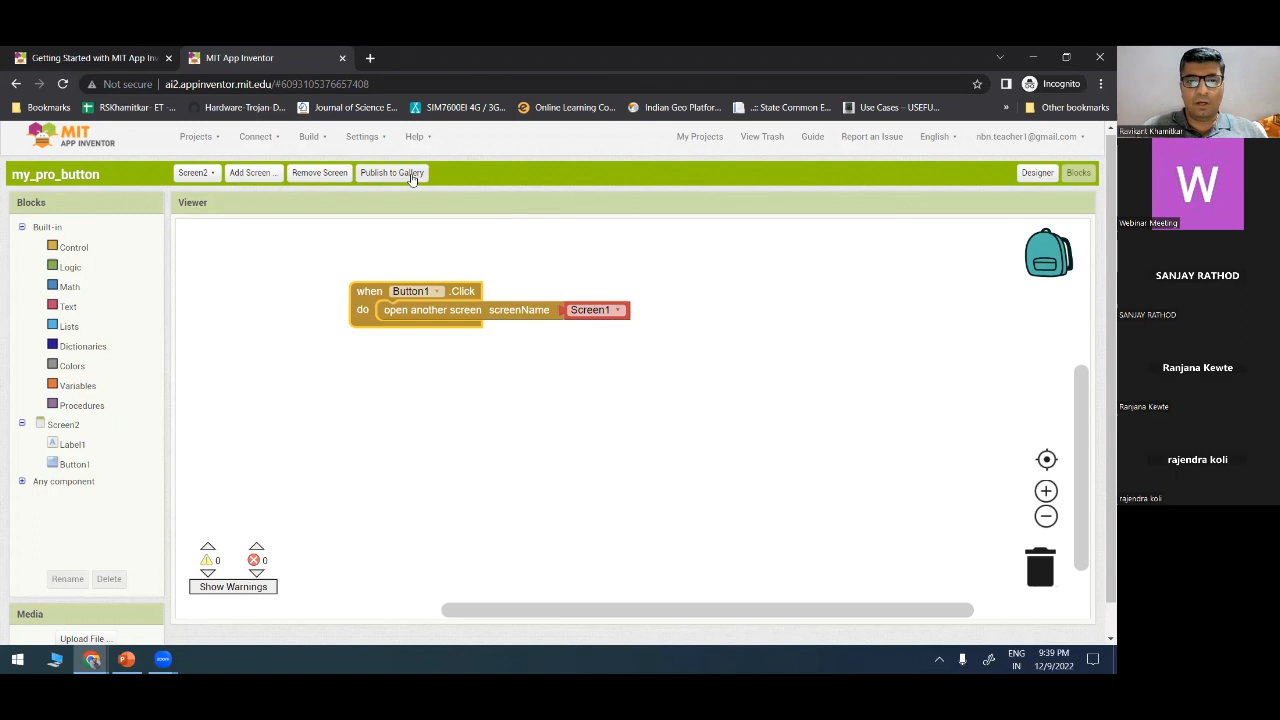 Getting Started with MIT App Inv
MIT App Inventor
Not secure
ai2.appinventor.mit.edu/#6093105376657408
Incognito
Bookmarks
RSKhamitkar- ET -...
Hardware-Trojan-D...
Journal of Science E...
SIM7600EI 4G / 3G...
Online Learning Co...
Indian Geo Platfor...
...: State Common E...
Use Cases – USEFU...
»
Other bookmarks
MIT
APP INVENTOR
Projects
Connect
Build
Settings
Help
My Projects
View Trash
Guide
Report an Issue
English
nbn.teacher1@gmail.com
my_pro_button
Screen2
Add Screen ...
Remove Screen
Publish to Gallery
Designer
Blocks
Blocks
Built-in
Control
Logic
Math
Text
Lists
Dictionaries
Colors
Variables
Procedures
Screen2
A Label1
Button1
Any component
Rename
Delete
Media
Upload File ...
Viewer
when Button1 .Click
do open another screen screenName Screen1
0
0
Show Warnings
ENG
IN
9:39 PM
12/9/2022
Ravikant Khamitkar
W
Webinar Meeting
SANJAY RATHOD
SANJAY RATHOD
Ranjana Kewte
Ranjana Kewte
rajendra koli
rajendra koli